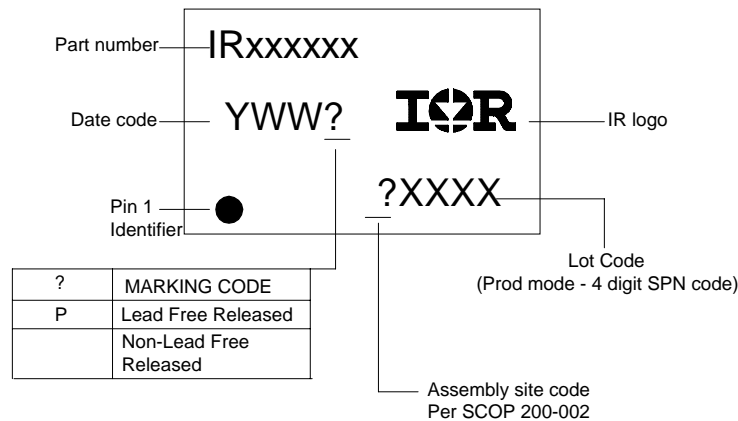 Part number
IRxxxxxx
Date code
YWW?
IOR
IR logo
?XXXX
Pin 1
Identifier
Lot Code
(Prod mode - 4 digit SPN code)
? MARKING CODE
P Lead Free Released
Non-Lead Free
Released
Assembly site code
Per SCOP 200-002